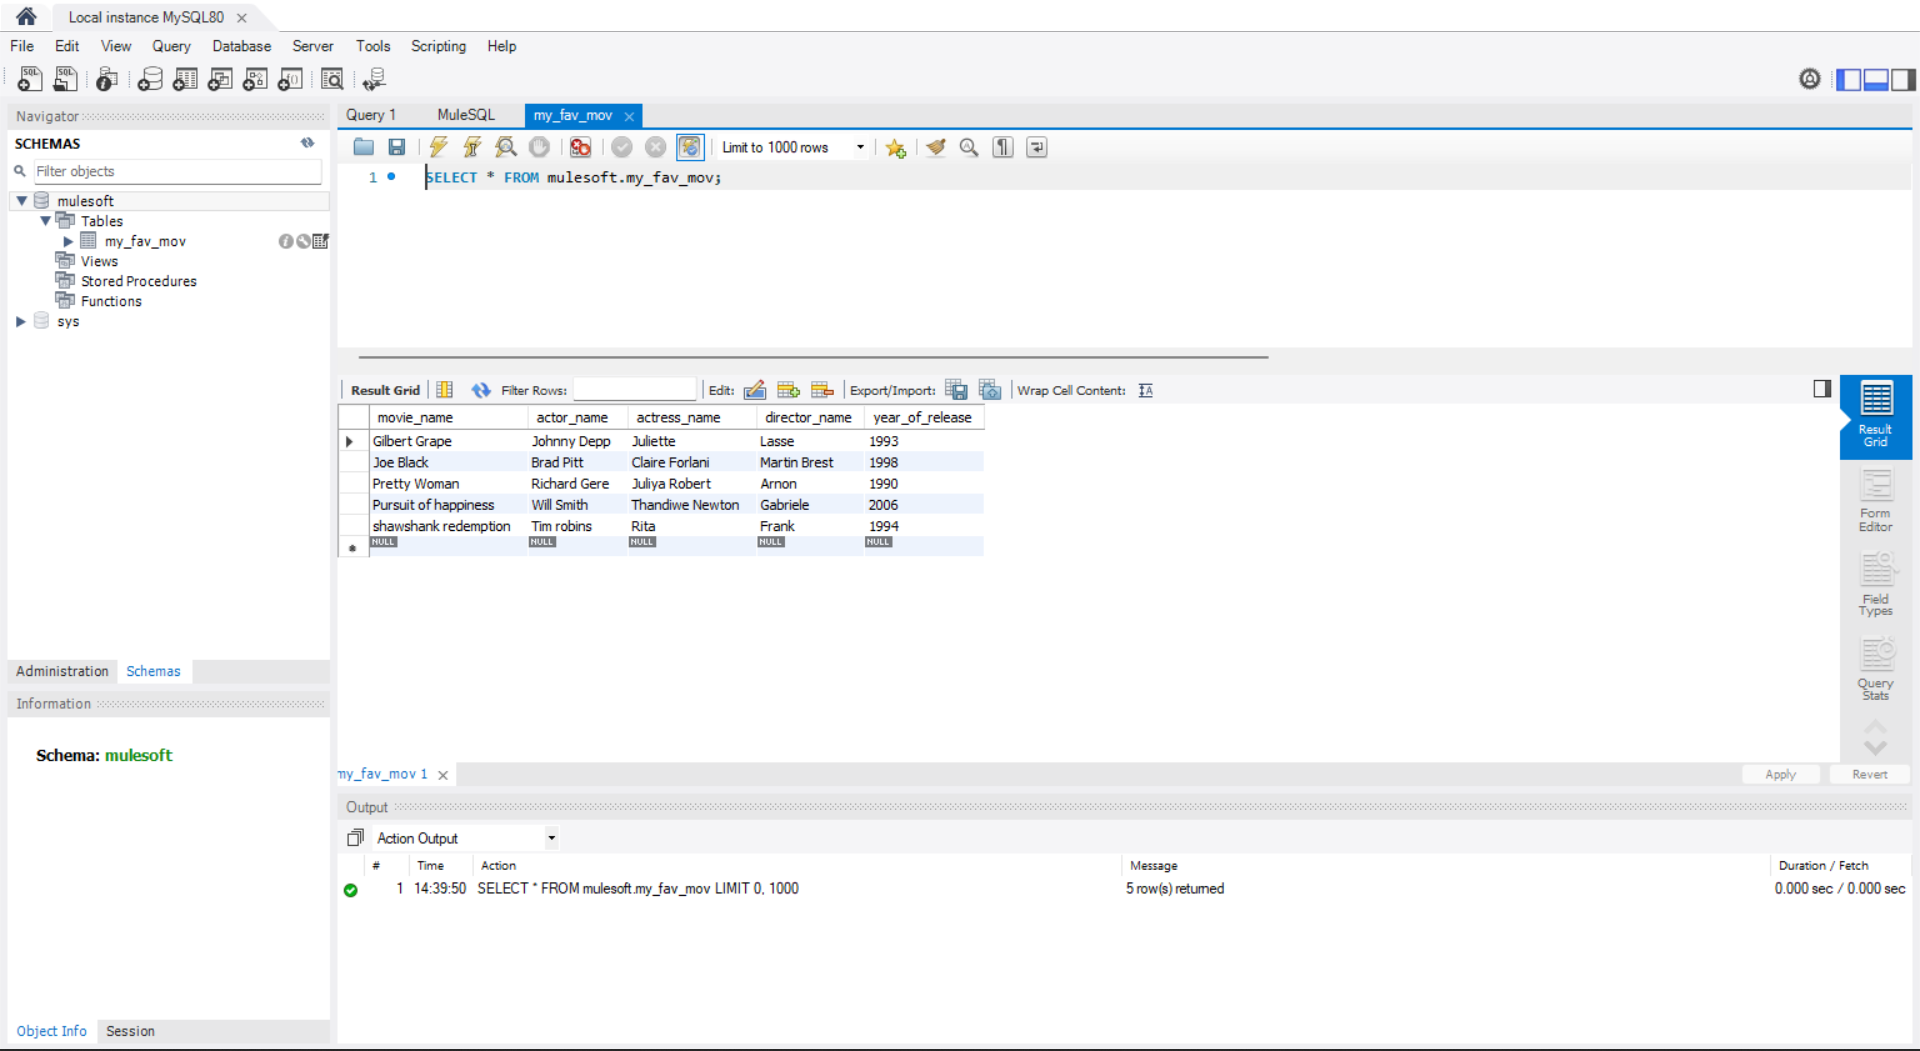 Local instance MySQL80
File Edit View Query Database Server Tools Scripting Help
Navigator
SCHEMAS
Filter objects
mulesoft
Tables
my_fav_mov
Views
Stored Procedures
Functions
sys
Administration Schemas
Information
Schema: mulesoft
Object Info Session
Query 1 MuleSQL my_fav_mov
Limit to 1000 rows
1 SELECT * FROM mulesoft.my_fav_mov;
Result Grid Filter Rows: Edit: Export/Import: Wrap Cell Content:
movie_name actor_name actress_name director_name year_of_release
Gilbert Grape Johnny Depp Juliette Lasse 1993
Joe Black Brad Pitt Claire Forlani Martin Brest 1998
Pretty Woman Richard Gere Juliya Robert Arnon 1990
Pursuit of happiness Will Smith Thandiwe Newton Gabriele 2006
shawshank redemption Tim robins Rita Frank 1994
NULL NULL NULL NULL NULL
Result
Grid
Form
Editor
Field
Types
Query
Stats
my_fav_mov 1
Apply Revert
Output
Action Output
# Time Action Message Duration / Fetch
1 14:39:50 SELECT * FROM mulesoft.my_fav_mov LIMIT 0, 1000 5 row(s) returned 0.000 sec / 0.000 sec